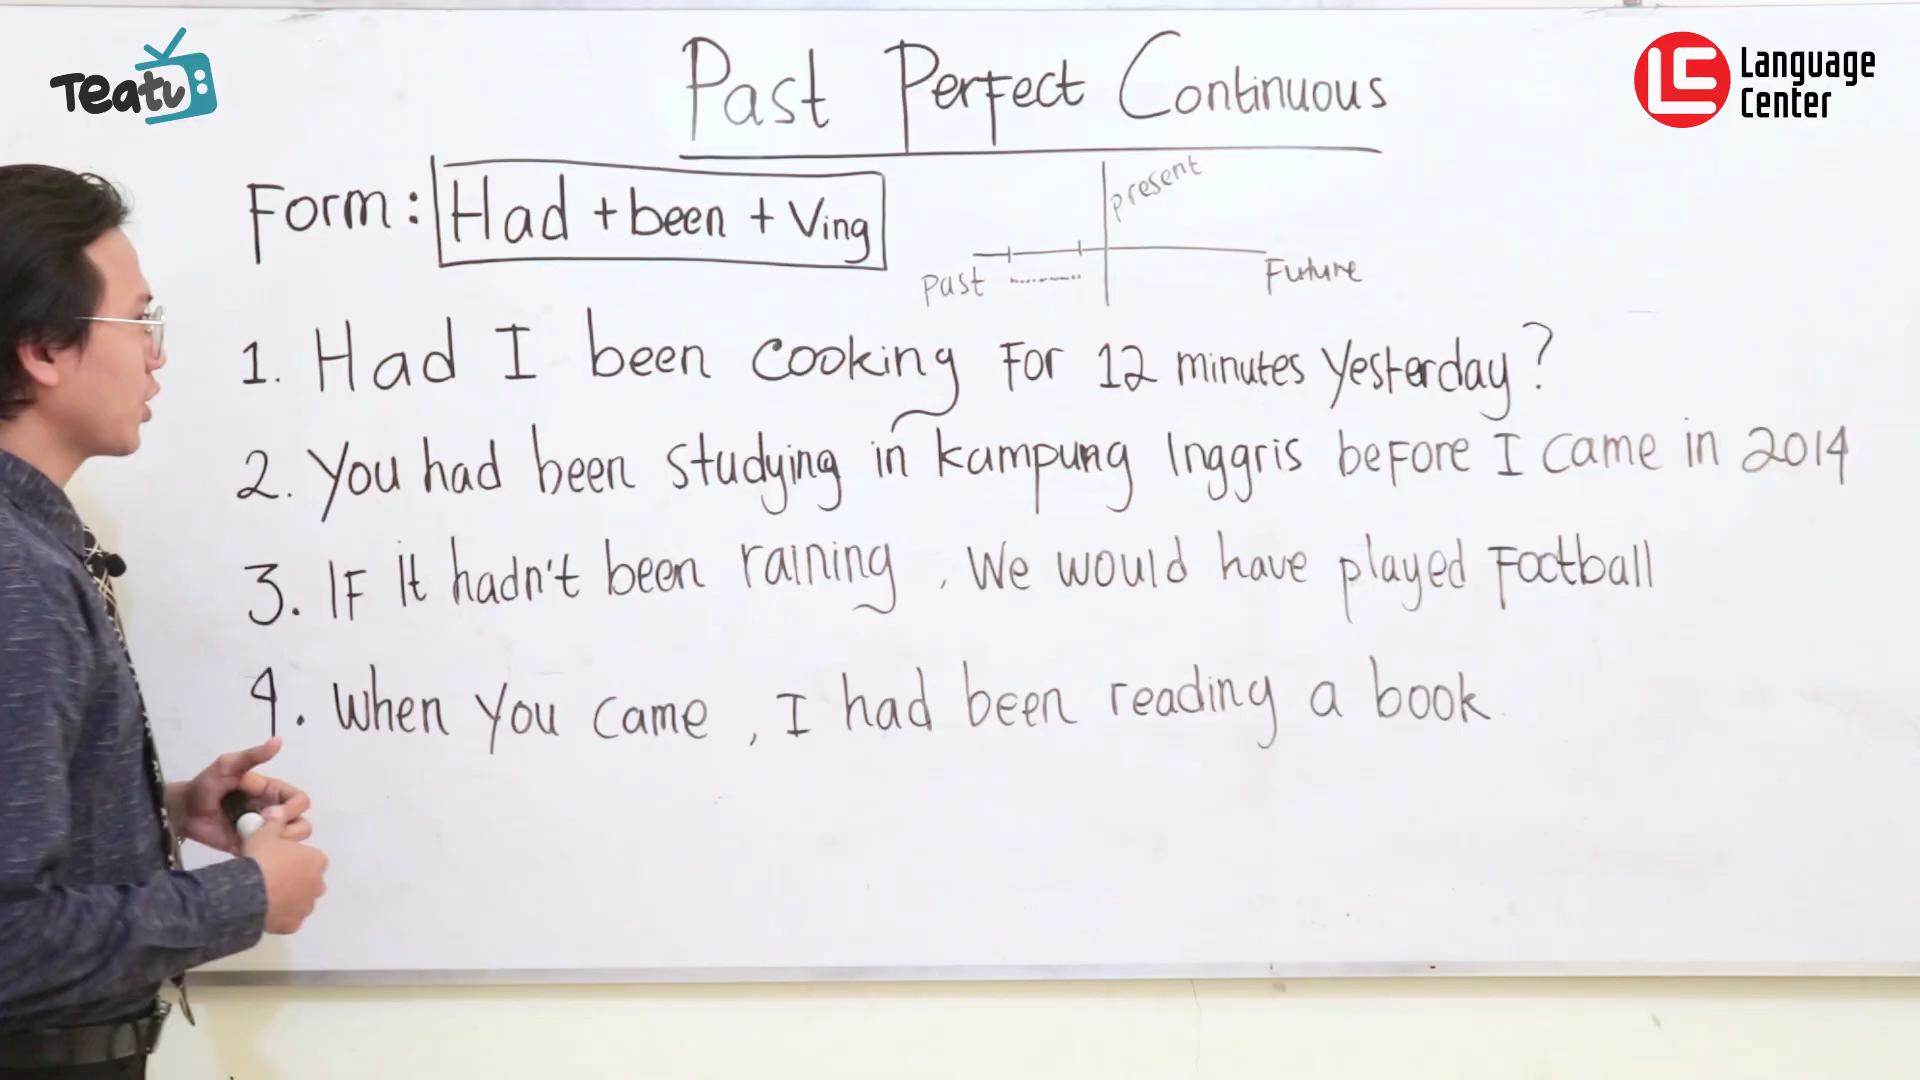 Teatv
Language
Center
Past Perfect Continuous
Form: Had + been + Ving
present
Past
Future
1. Had I been cooking for 12 minutes yesterday?
2. You had been studying in kampung Inggris before I came in 2014
3. If it hadn't been raining, We would have played Football
4. When you came, I had been reading a book.